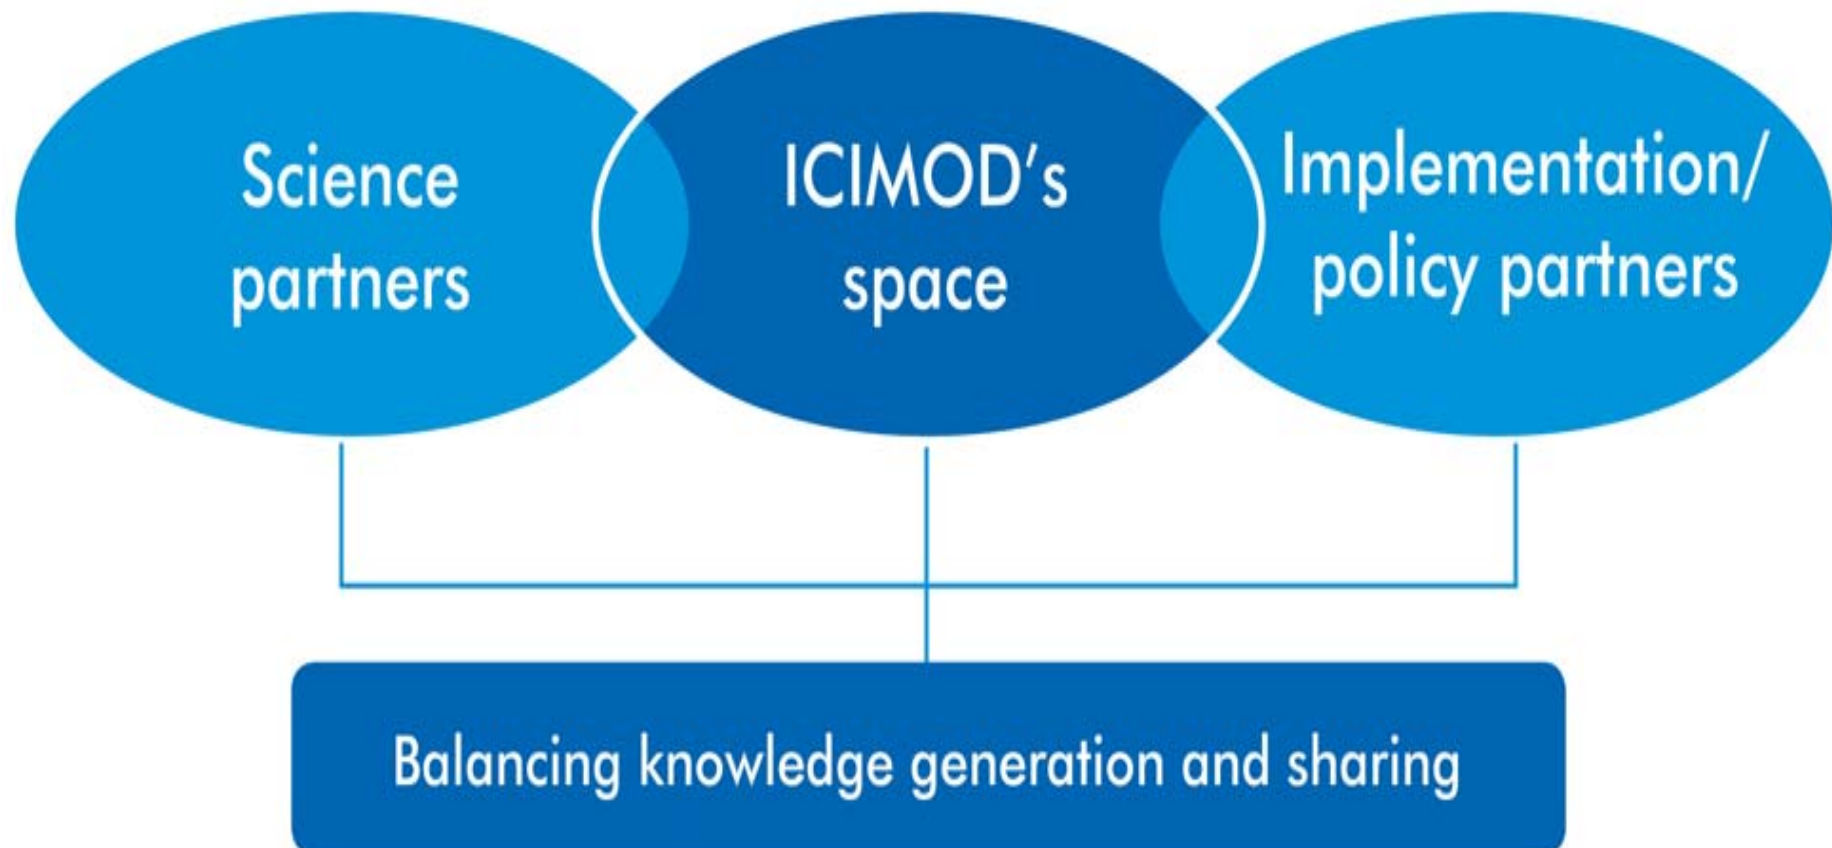 Science
partners
ICIMOD’s
space
Implementation/
policy partners
Balancing knowledge generation and sharing